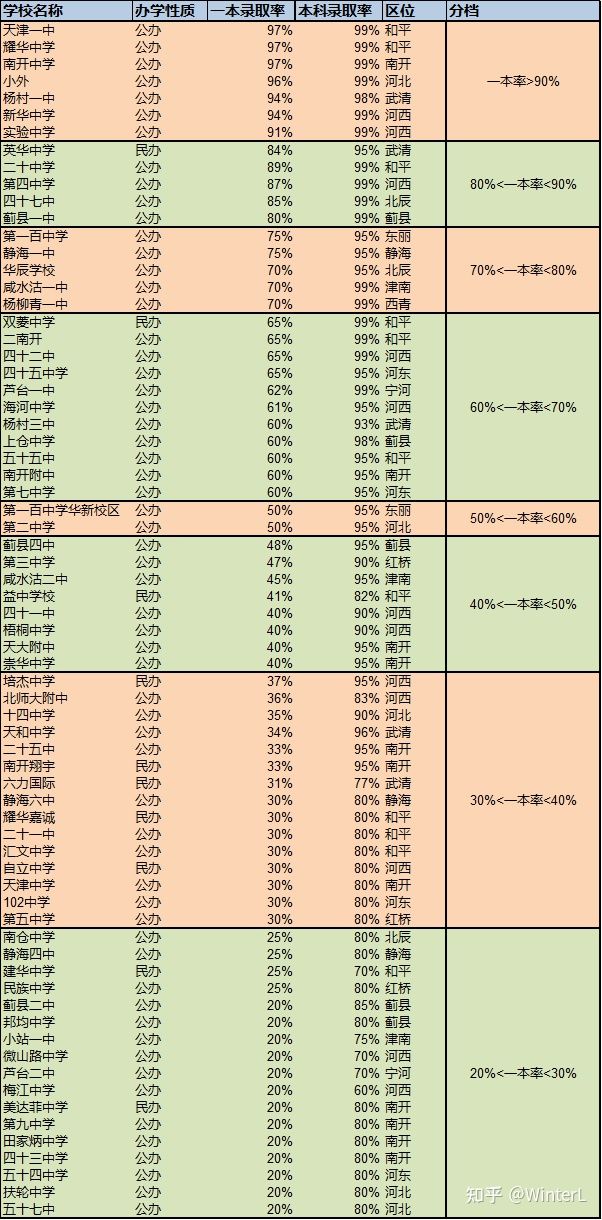 学校名称 办学性质 一本录取率 本科录取率 区位 分档
天津一中 公办 97% 99% 和平
耀华中学 公办 97% 99% 和平
南开中学 公办 97% 99% 南开
小外 公办 96% 99% 河北 一本率>90%
杨村一中 公办 94% 98% 武清
新华中学 公办 94% 99% 河西
实验中学 公办 91% 99% 河西
英华中学 民办 84% 95% 武清
二十中学 公办 89% 99% 和平
第四中学 公办 87% 99% 河西 80%<一本率<90%
四十七中 公办 85% 99% 北辰
蓟县一中 公办 80% 99% 蓟县
第一百中学 公办 75% 95% 东丽
静海一中 公办 75% 95% 静海
华辰学校 公办 70% 95% 北辰 70%<一本率<80%
咸水沽一中 公办 70% 99% 津南
杨柳青一中 公办 70% 99% 西青
双菱中学 民办 65% 99% 和平
二南开 公办 65% 99% 和平
四十二中 公办 65% 99% 河西
四十五中学 公办 65% 95% 河东
芦台一中 公办 62% 99% 宁河
海河中学 公办 61% 95% 河西 60%<一本率<70%
杨村三中 公办 60% 93% 武清
上仓中学 公办 60% 98% 蓟县
五十五中 公办 60% 95% 和平
南开附中 公办 60% 95% 南开
第七中学 公办 60% 95% 河东
第一百中学华新校区 公办 50% 95% 东丽 50%<一本率<60%
第二中学 公办 50% 95% 河北
蓟县四中 公办 48% 95% 蓟县
第三中学 公办 47% 90% 红桥
咸水沽二中 公办 45% 95% 津南
益中学校 民办 41% 82% 和平 40%<一本率<50%
四十一中 公办 40% 90% 河西
梧桐中学 公办 40% 90% 河西
天大附中 公办 40% 95% 南开
崇化中学 公办 40% 95% 南开
培杰中学 民办 37% 95% 河西
北师大附中 公办 36% 83% 河西
十四中学 公办 35% 90% 河北
天和中学 公办 34% 96% 武清
二十五中 公办 33% 95% 南开
南开翔宇 民办 33% 95% 南开
六力国际 民办 31% 77% 武清
静海六中 公办 30% 80% 静海 30%<一本率<40%
耀华嘉诚 民办 30% 80% 和平
二十一中 公办 30% 80% 和平
汇文中学 公办 30% 80% 和平
自立中学 民办 30% 80% 河西
天津中学 公办 30% 80% 南开
102中学 公办 30% 80% 河东
第五中学 公办 30% 80% 红桥
南仓中学 公办 25% 80% 北辰
静海四中 公办 25% 80% 静海
建华中学 民办 25% 70% 和平
民族中学 公办 25% 80% 红桥
蓟县二中 公办 20% 85% 蓟县
邦均中学 公办 20% 80% 蓟县
小站一中 公办 20% 75% 津南
微山路中学 公办 20% 70% 河西
芦台二中 公办 20% 70% 宁河 20%<一本率<30%
梅江中学 公办 20% 60% 河西
美达菲中学 民办 20% 80% 南开
第九中学 公办 20% 80% 南开
田家炳中学 公办 20% 80% 南开
四十三中学 公办 20% 80% 南开
五十四中学 公办 20% 80% 河东
扶轮中学 公办 20% 80% 河北
五十七中 公办 20% 80% 河北
知乎 @WinterL